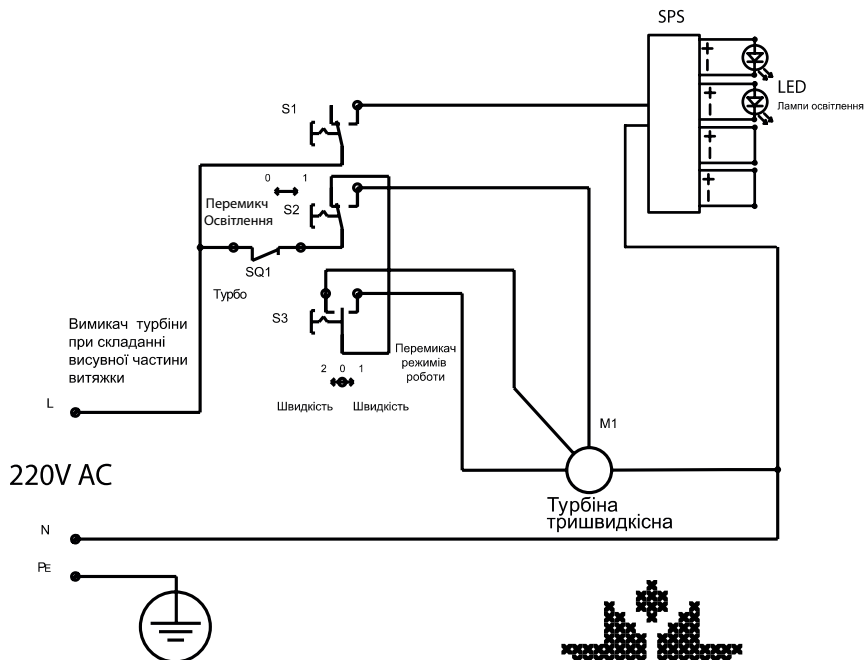 SPS
LED
Лампи освітлення
S1
0 1
Перемикч
Освітлення
S2
SQ1
Турбо
S3
Вимикач турбіни
при складанні
висувної частини
витяжки
Перемикач
режимів
роботи
2 0 1
Швидкість Швидкість
L
M1
220V AC
Турбіна
тришвидкісна
N
PE